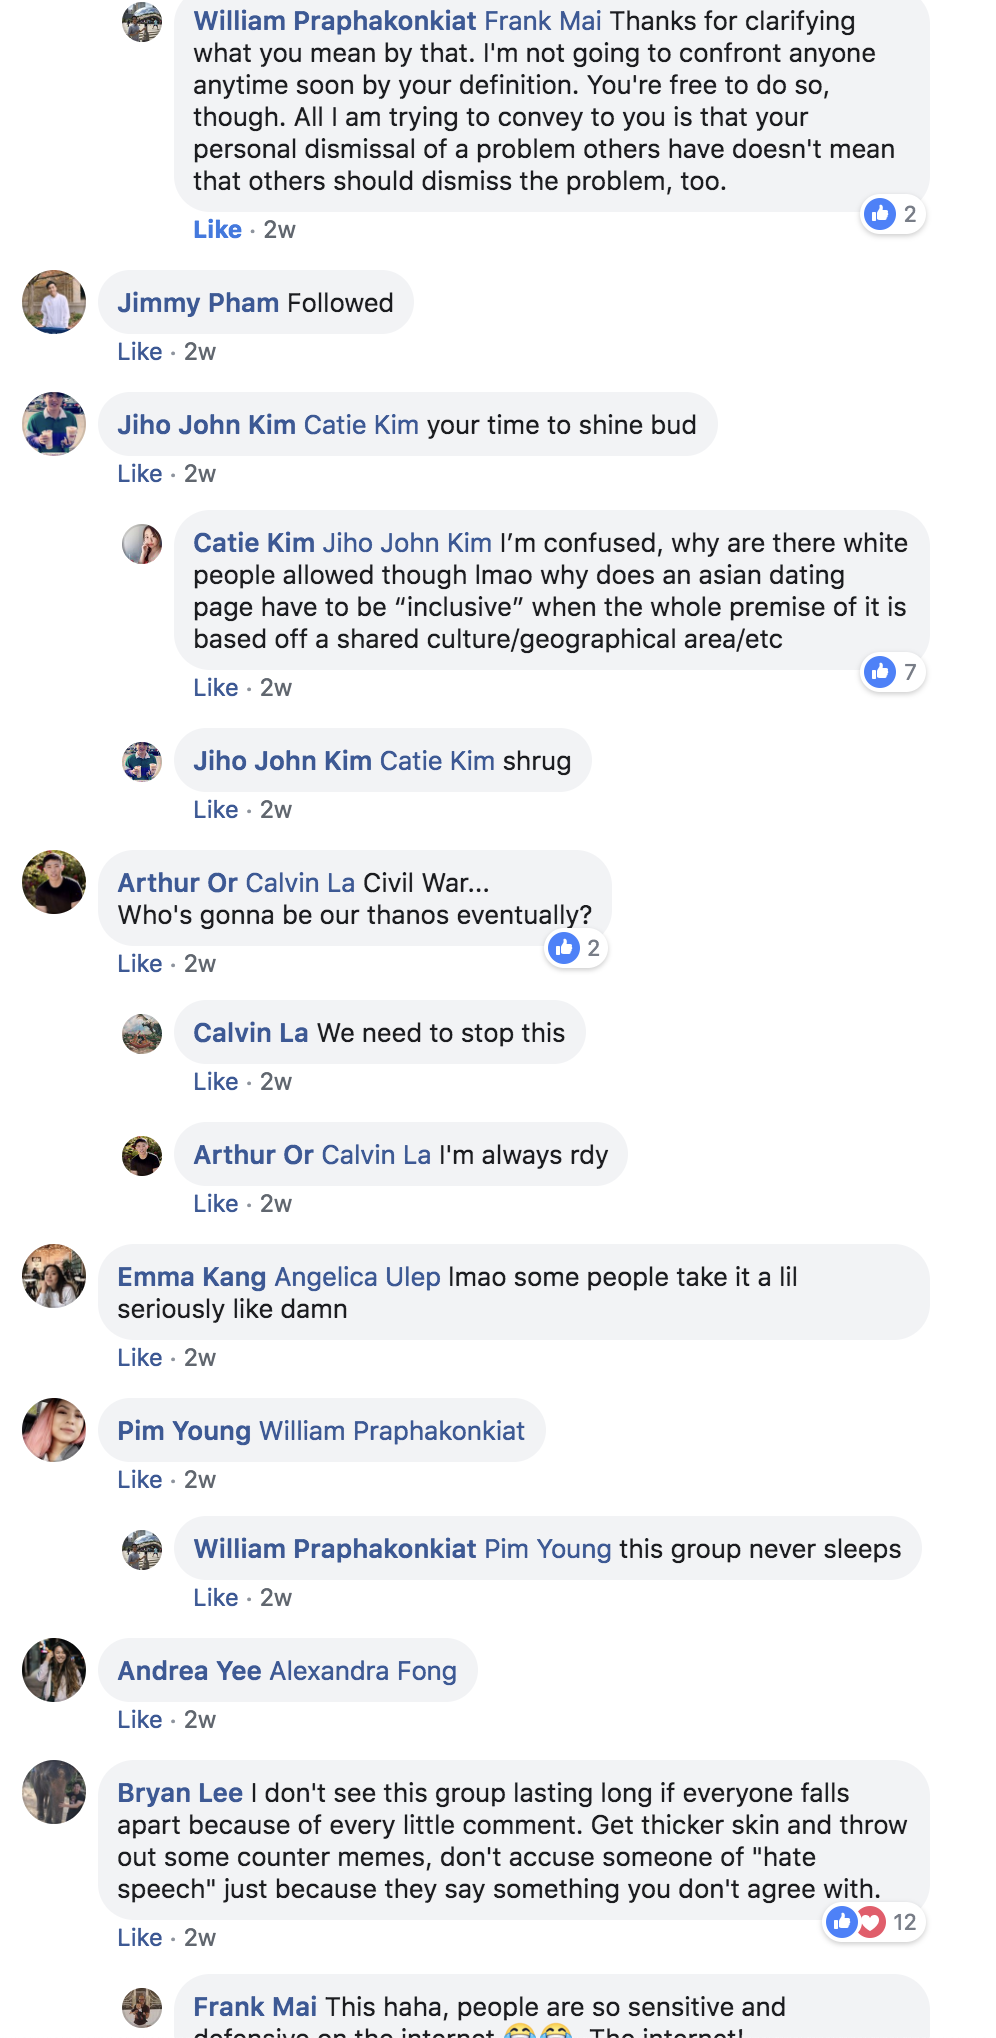 William Praphakonkiat Frank Mai Thanks for clarifying
what you mean by that. I'm not going to confront anyone
anytime soon by your definition. You're free to do so,
though. All I am trying to convey to you is that your
personal dismissal of a problem others have doesn't mean
that others should dismiss the problem, too.
2
Like · 2w
Jimmy Pham Followed
Like · 2w
Jiho John Kim Catie Kim your time to shine bud
Like · 2w
Catie Kim Jiho John Kim I’m confused, why are there white
people allowed though lmao why does an asian dating
page have to be “inclusive” when the whole premise of it is
based off a shared culture/geographical area/etc
7
Like · 2w
Jiho John Kim Catie Kim shrug
Like · 2w
Arthur Or Calvin La Civil War...
Who's gonna be our thanos eventually?
2
Like · 2w
Calvin La We need to stop this
Like · 2w
Arthur Or Calvin La I'm always rdy
Like · 2w
Emma Kang Angelica Ulep lmao some people take it a lil
seriously like damn
Like · 2w
Pim Young William Praphakonkiat
Like · 2w
William Praphakonkiat Pim Young this group never sleeps
Like · 2w
Andrea Yee Alexandra Fong
Like · 2w
Bryan Lee I don't see this group lasting long if everyone falls
apart because of every little comment. Get thicker skin and throw
out some counter memes, don't accuse someone of "hate
speech" just because they say something you don't agree with.
12
Like · 2w
Frank Mai This haha, people are so sensitive and
defensive on the internet 😂😂. The internet!